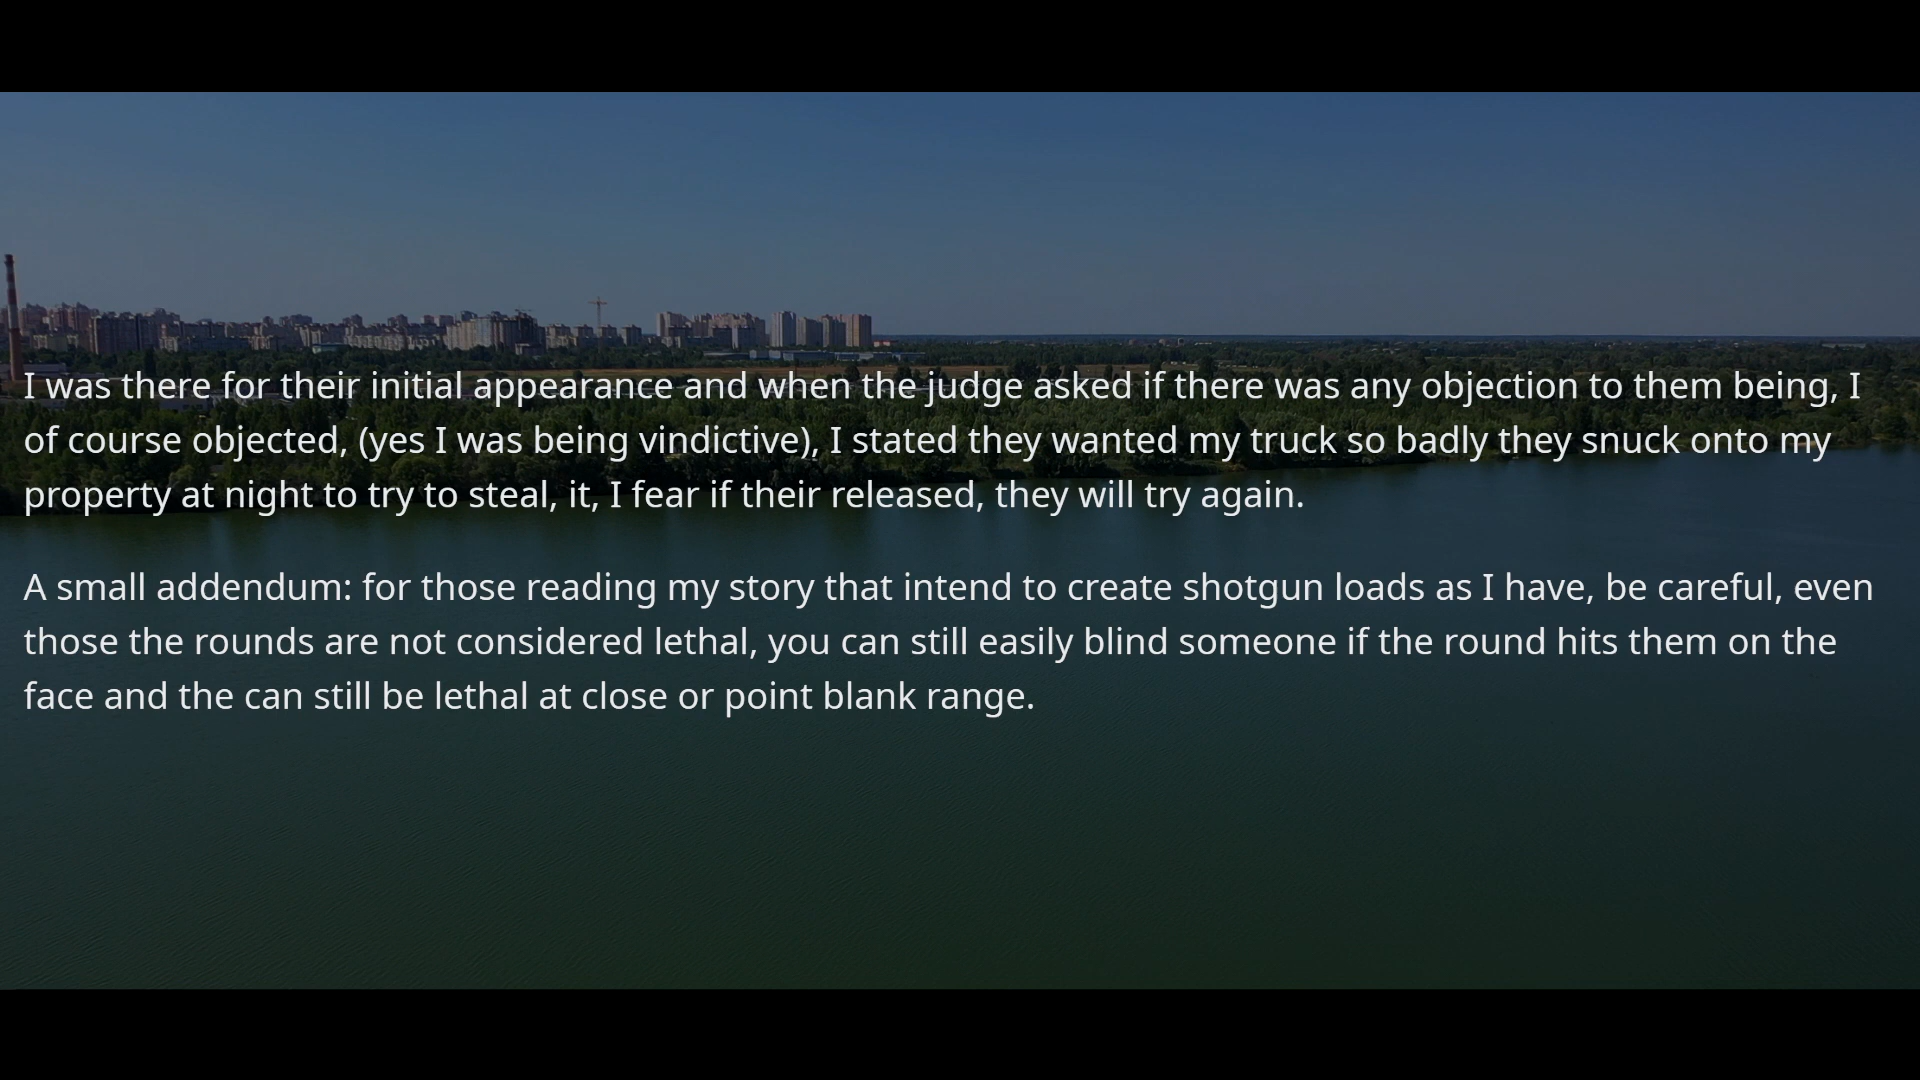 I was there for their initial appearance and when the judge asked if there was any objection to them being, I
of course objected, (yes I was being vindictive), I stated they wanted my truck so badly they snuck onto my
property at night to try to steal, it, I fear if their released, they will try again.
A small addendum: for those reading my story that intend to create shotgun loads as I have, be careful, even
those the rounds are not considered lethal, you can still easily blind someone if the round hits them on the
face and the can still be lethal at close or point blank range.